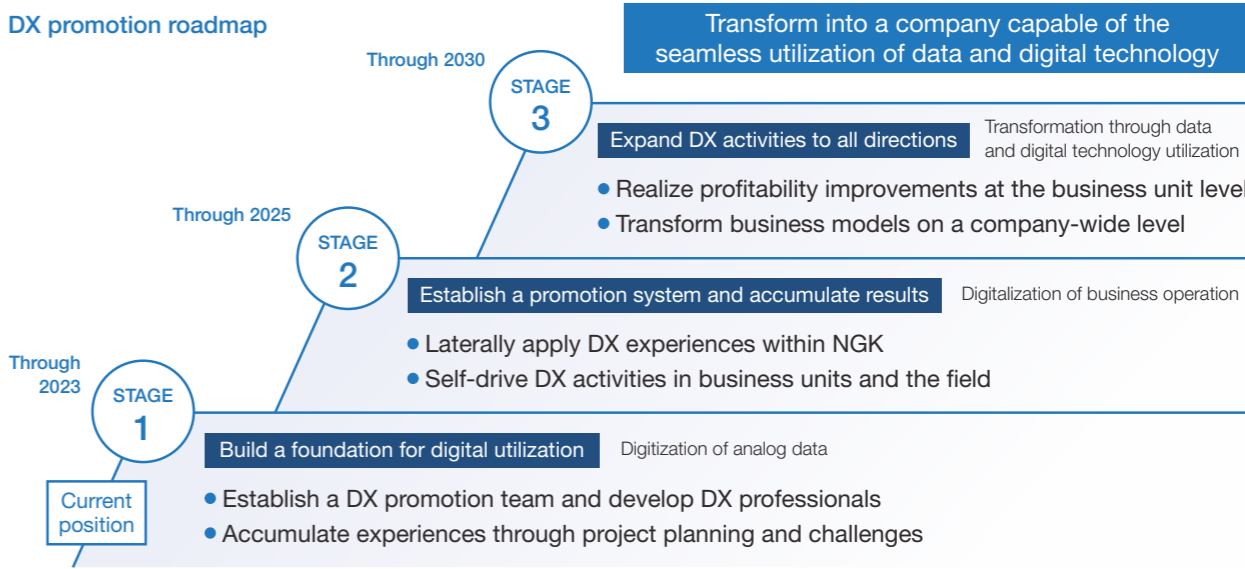 DX promotion roadmap
Transform into a company capable of the
seamless utilization of data and digital technology
Through 2030
STAGE
3
Expand DX activities to all directions
Transformation through data
and digital technology utilization
• Realize profitability improvements at the business unit level
• Transform business models on a company-wide level
Through 2025
STAGE
2
Establish a promotion system and accumulate results
Digitalization of business operation
• Laterally apply DX experiences within NGK
• Self-drive DX activities in business units and the field
Through
2023
STAGE
1
Build a foundation for digital utilization
Digitization of analog data
• Establish a DX promotion team and develop DX professionals
• Accumulate experiences through project planning and challenges
Current
position